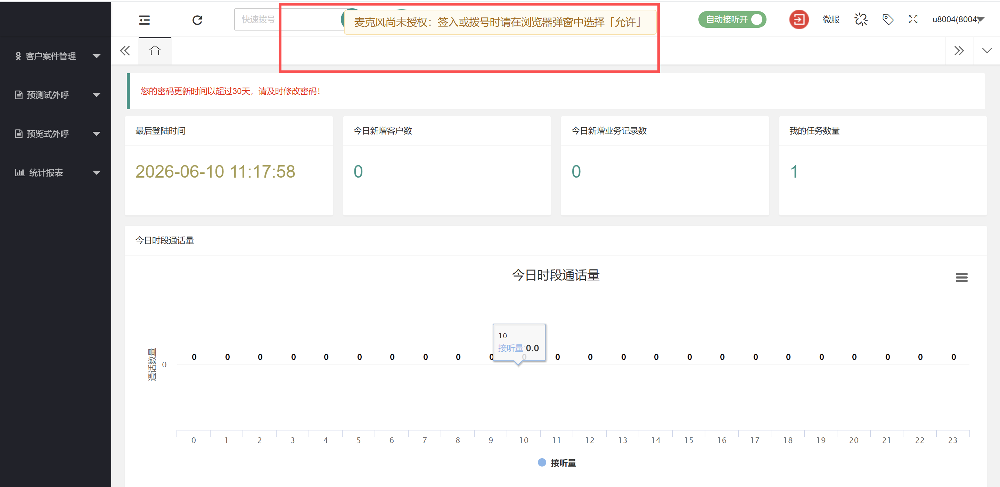 快速拨号
麦克风尚未授权：签入或拨号时请在浏览器弹窗中选择「允许」
自动接听开
微服
u8004(8004)
客户案件管理
预测试外呼
预览式外呼
统计报表
您的密码更新时间以超过30天，请及时修改密码！
最后登陆时间
2026-06-10 11:17:58
今日新增客户数
0
今日新增业务记录数
0
我的任务数量
1
今日时段通话量
今日时段通话量
10
接听量:0.0
通话数量
0
0 0 0 0 0 0 0 0 0 0 0 0 0 0 0 0 0 0 0 0 0 0 0 0
0 1 2 3 4 5 6 7 8 9 10 11 12 13 14 15 16 17 18 19 20 21 22 23
接听量